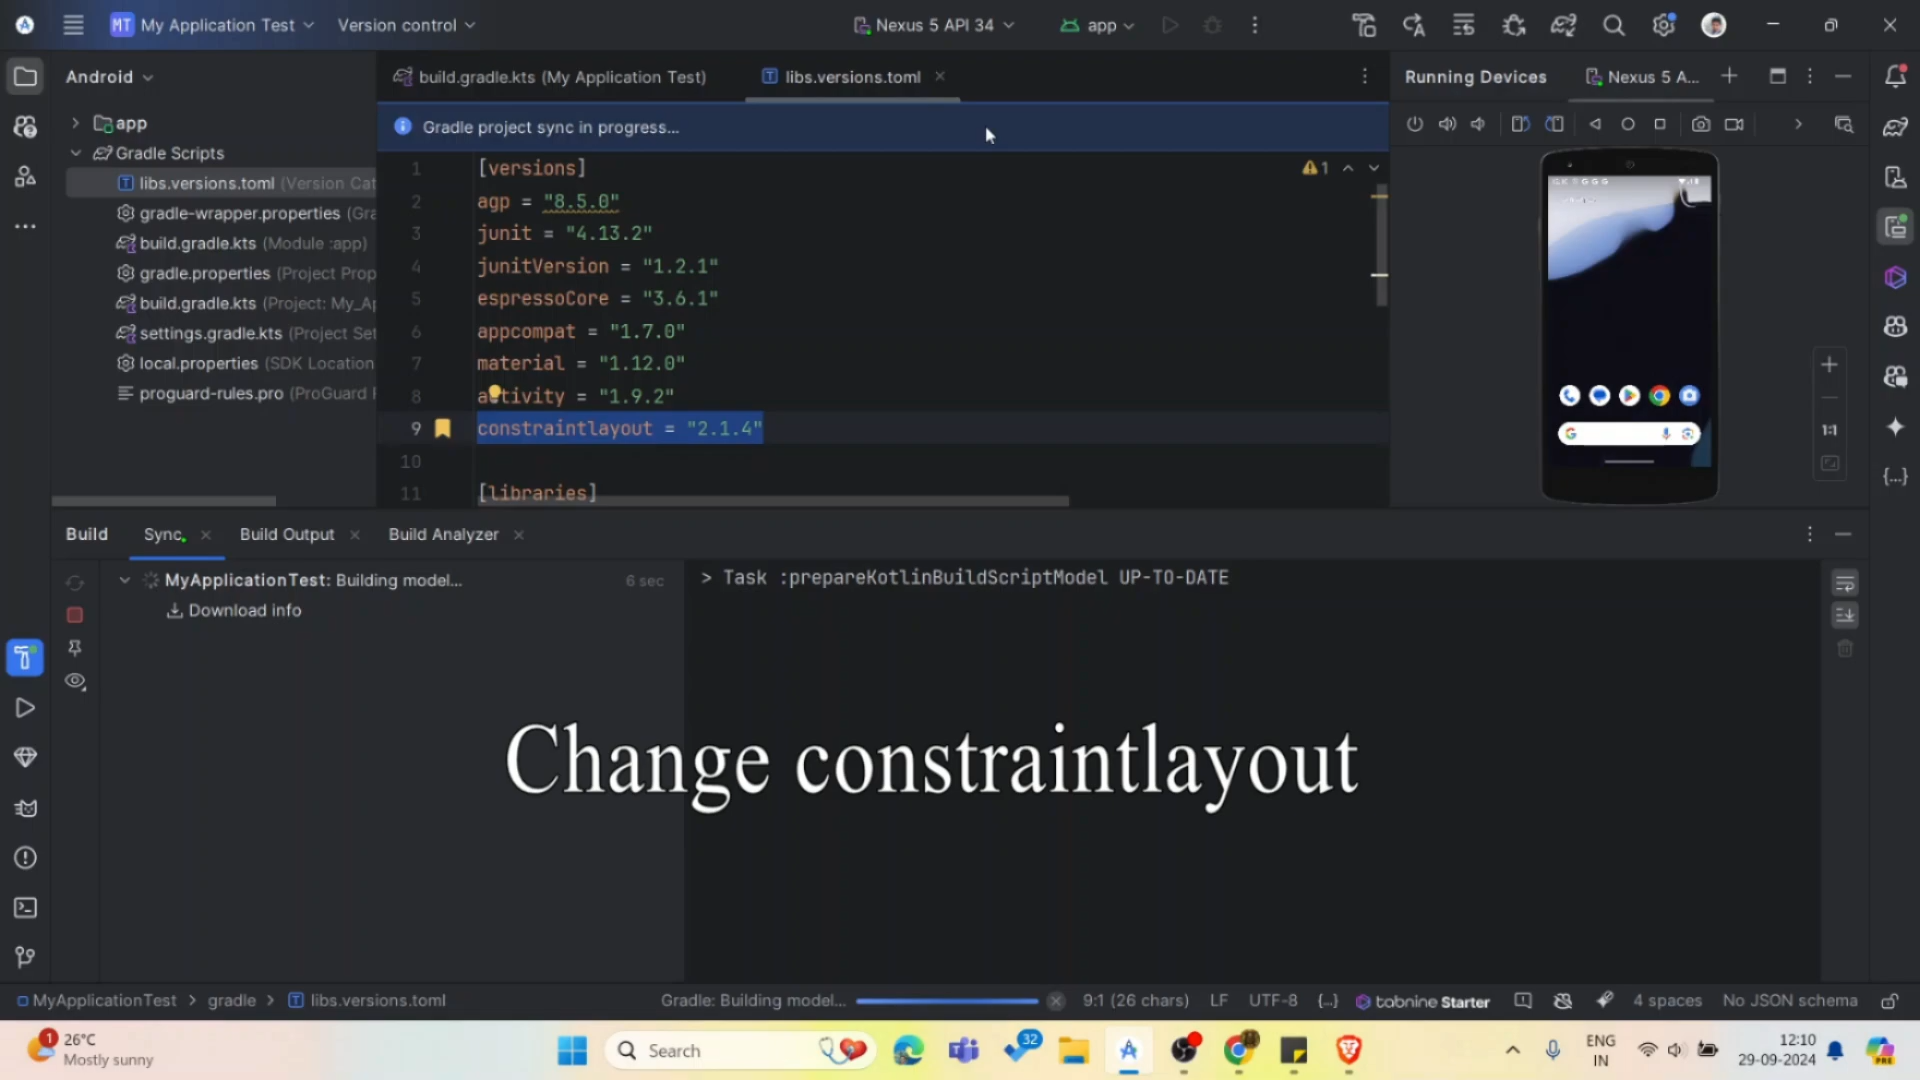 MT My Application Test
Version control
Nexus 5 API 34
app
Android
build.gradle.kts (My Application Test)
libs.versions.toml
Running Devices
Nexus 5 A...
Gradle project sync in progress...
app
Gradle Scripts
libs.versions.toml (Version Cat
gradle-wrapper.properties (Gra
build.gradle.kts (Module :app)
gradle.properties (Project Prop
build.gradle.kts (Project: My_Ap
settings.gradle.kts (Project Set
local.properties (SDK Location
proguard-rules.pro (ProGuard F
1 [versions]
1
2 agp = "8.5.0"
3 junit = "4.13.2"
4 junitVersion = "1.2.1"
5 espressoCore = "3.6.1"
6 appcompat = "1.7.0"
7 material = "1.12.0"
8 activity = "1.9.2"
9 constraintlayout = "2.1.4"
10
11 [libraries]
1:1
Build
Sync
Build Output
Build Analyzer
MyApplicationTest: Building model...
6 sec
Download info
> Task :prepareKotlinBuildScriptModel UP-TO-DATE
Change constraintlayout
MyApplicationTest > gradle > libs.versions.toml
Gradle: Building model...
9:1 (26 chars)
LF
UTF-8
{...}
tabnine Starter
4 spaces
No JSON schema
1
26°C
Mostly sunny
Search
32
ENG
IN
12:10
29-09-2024
PRE